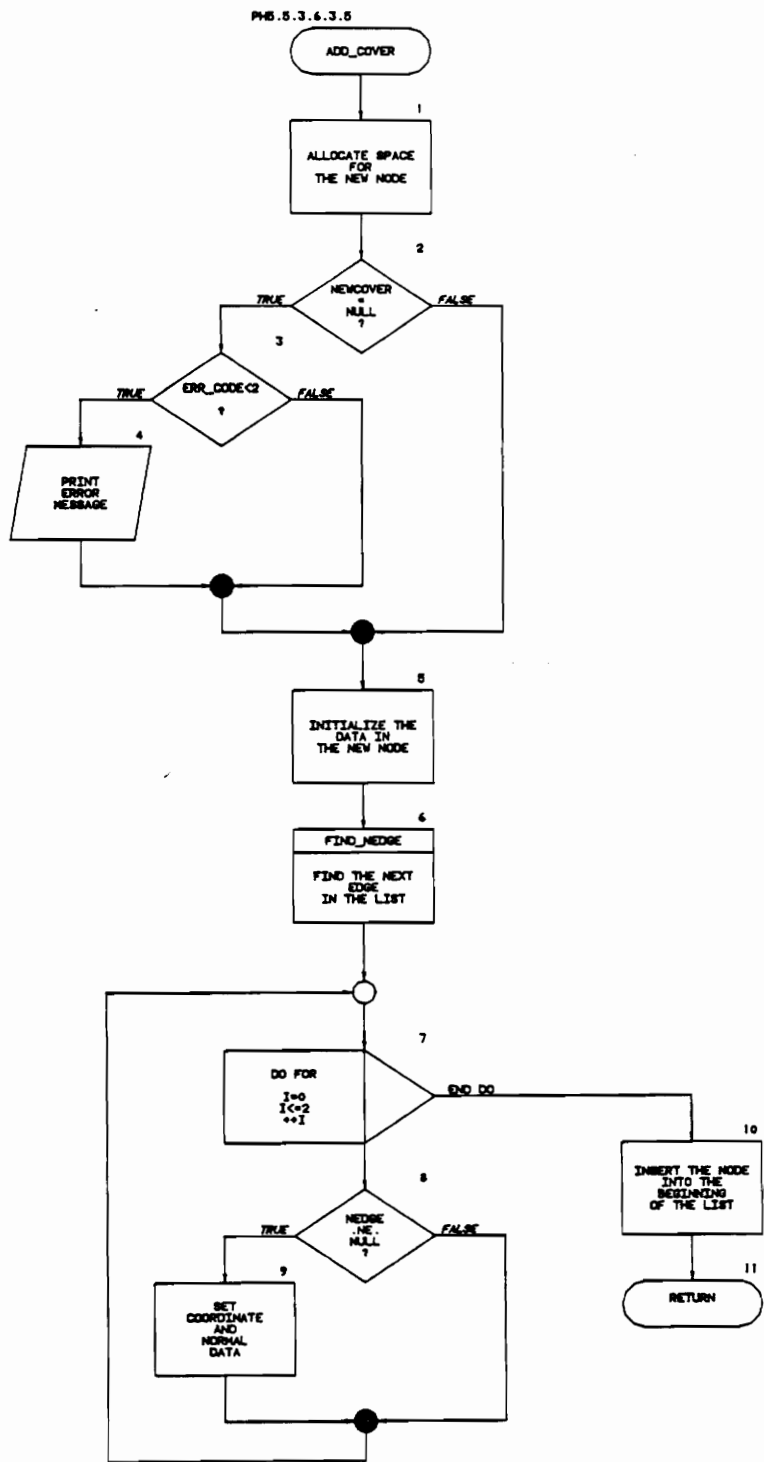 PH5.5.3.6.3.5
ADD_COVER
1
ALLOCATE SPACE
FOR
THE NEW NODE
2
NEWCOVER
=
NULL
?
TRUE
FALSE
3
ERR_CODE<2
?
TRUE
FALSE
4
PRINT
ERROR
MESSAGE
5
INITIALIZE THE
DATA IN
THE NEW NODE
6
FIND_NEDGE
FIND THE NEXT
EDGE
IN THE LIST
7
DO FOR
I=0
I<=2
++I
END DO
8
NEDGE
.NE.
NULL
?
TRUE
FALSE
9
SET
COORDINATE
AND
NORMAL
DATA
10
INSERT THE NODE
INTO THE
BEGINNING
OF THE LIST
11
RETURN